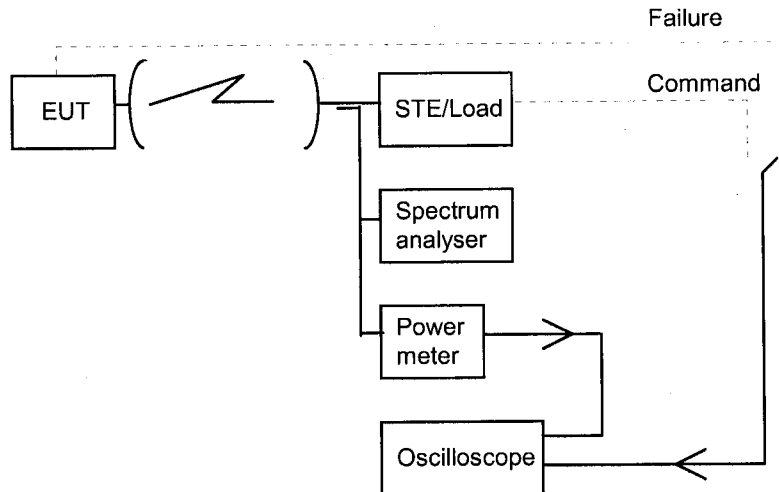 Failure
Command
EUT
STE/Load
Spectrum
analyser
Power
meter
Oscilloscope